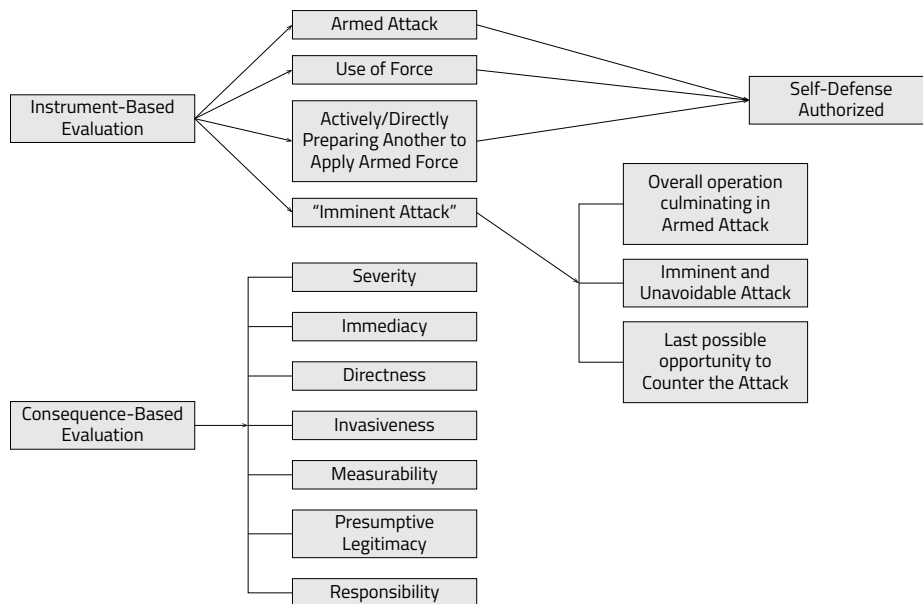 Armed Attack
Use of Force
Instrument-Based
Evaluation
Actively/Directly
Preparing Another to
Apply Armed Force
"Imminent Attack"
Self-Defense
Authorized
Overall operation
culminating in
Armed Attack
Imminent and
Unavoidable Attack
Last possible
opportunity to
Counter the Attack
Consequence-Based
Evaluation
Severity
Immediacy
Directness
Invasiveness
Measurability
Presumptive
Legitimacy
Responsibility